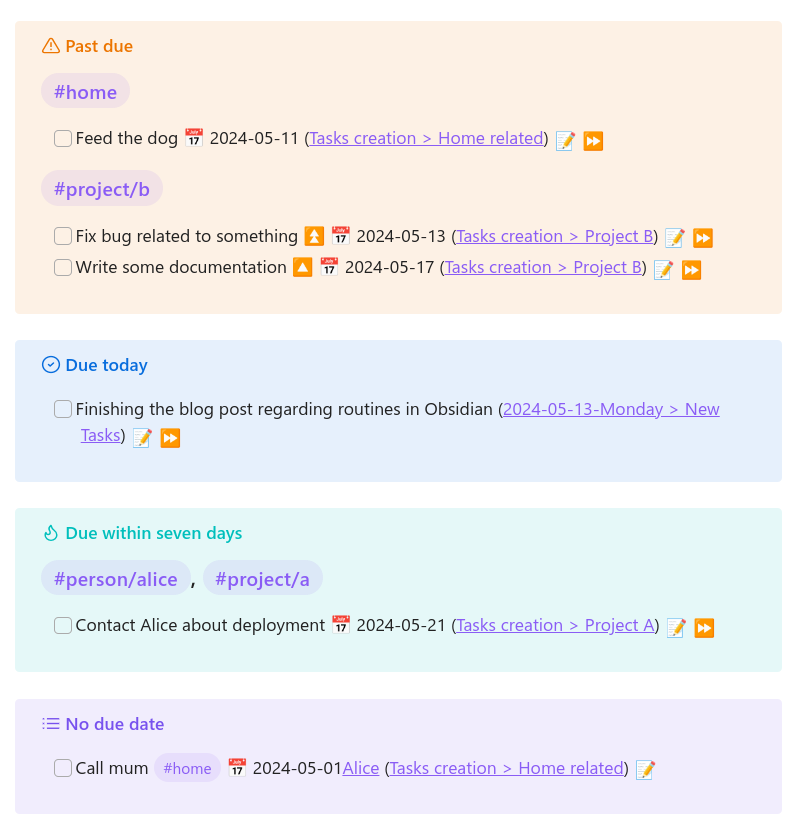 Past due
#home
Feed the dog 📅 2024-05-11 (Tasks creation > Home related) 📝 ⏩
#project/b
Fix bug related to something ⏫ 📅 2024-05-13 (Tasks creation > Project B) 📝 ⏩
Write some documentation 🔼 📅 2024-05-17 (Tasks creation > Project B) 📝 ⏩
Due today
Finishing the blog post regarding routines in Obsidian (2024-05-13-Monday > New
Tasks) 📝 ⏩
Due within seven days
#person/alice, #project/a
Contact Alice about deployment 📅 2024-05-21 (Tasks creation > Project A) 📝 ⏩
No due date
Call mum #home 📅 2024-05-01Alice (Tasks creation > Home related) 📝